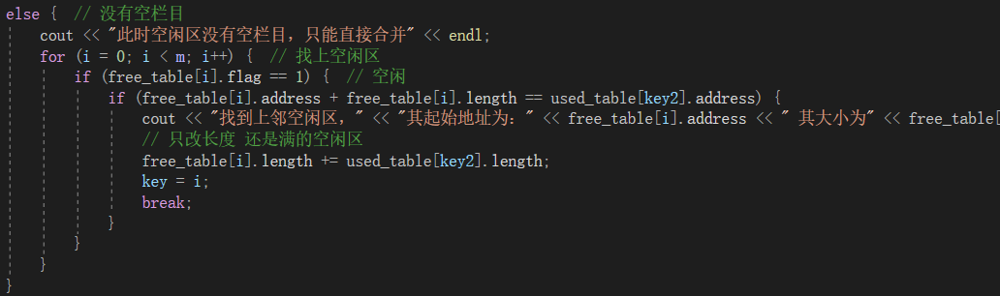 else {  // 没有空栏目
    cout << "此时空闲区没有空栏目，只能直接合并" << endl;
    for (i = 0; i < m; i++) {  // 找上空闲区
        if (free_table[i].flag == 1) {  // 空闲
            if (free_table[i].address + free_table[i].length == used_table[key2].address) {
                cout << "找到上邻空闲区，" << "其起始地址为：" << free_table[i].address << " 其大小为" << free_table[
                // 只改长度 还是满的空闲区
                free_table[i].length += used_table[key2].length;
                key = i;
                break;
            }
        }
    }
}